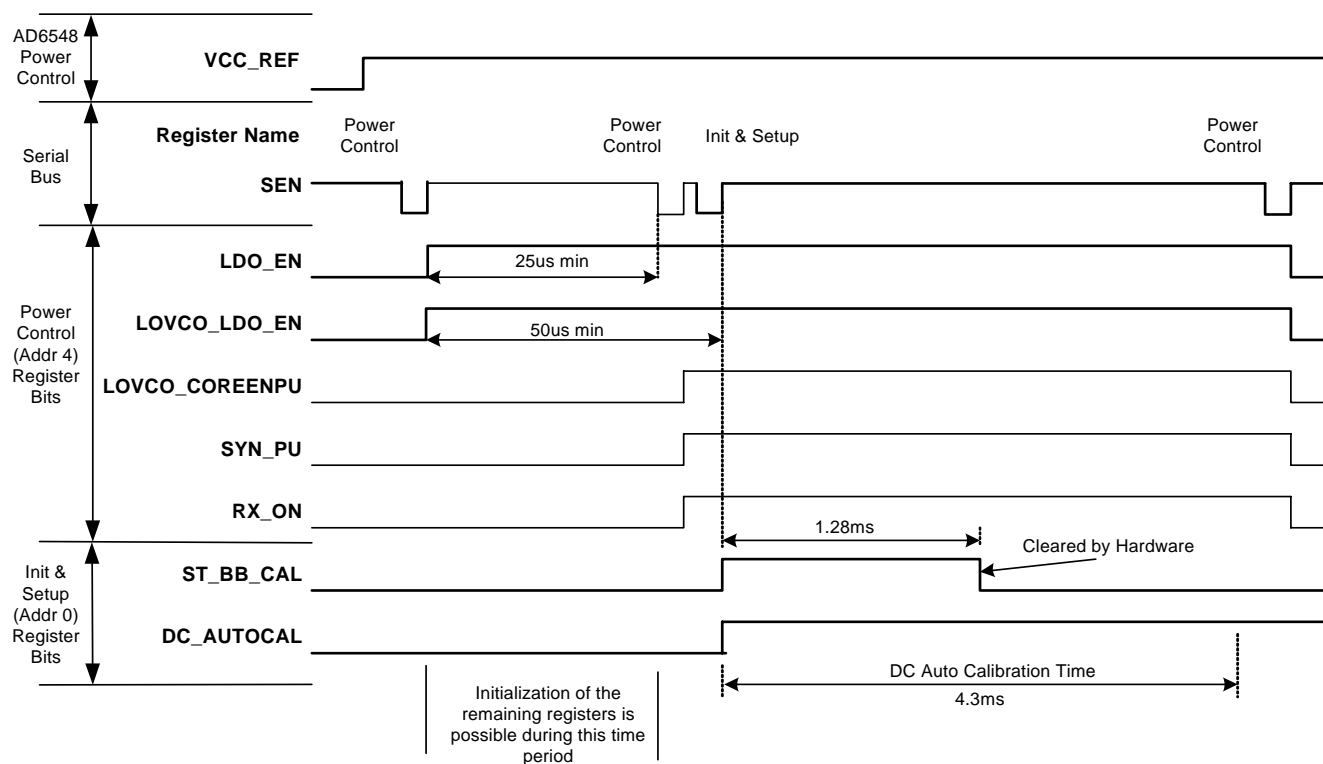 AD6548
Power
Control
VCC_REF
Serial
Bus
Register Name
Power
Control
Power
Control
Init & Setup
Power
Control
SEN
Power
Control
(Addr 4)
Register
Bits
LDO_EN
25us min
LOVCO_LDO_EN
50us min
LOVCO_COREENPU
SYN_PU
RX_ON
1.28ms
Cleared by Hardware
Init &
Setup
(Addr 0)
Register
Bits
ST_BB_CAL
DC_AUTOCAL
DC Auto Calibration Time
4.3ms
Initialization of the
remaining registers is
possible during this time
period